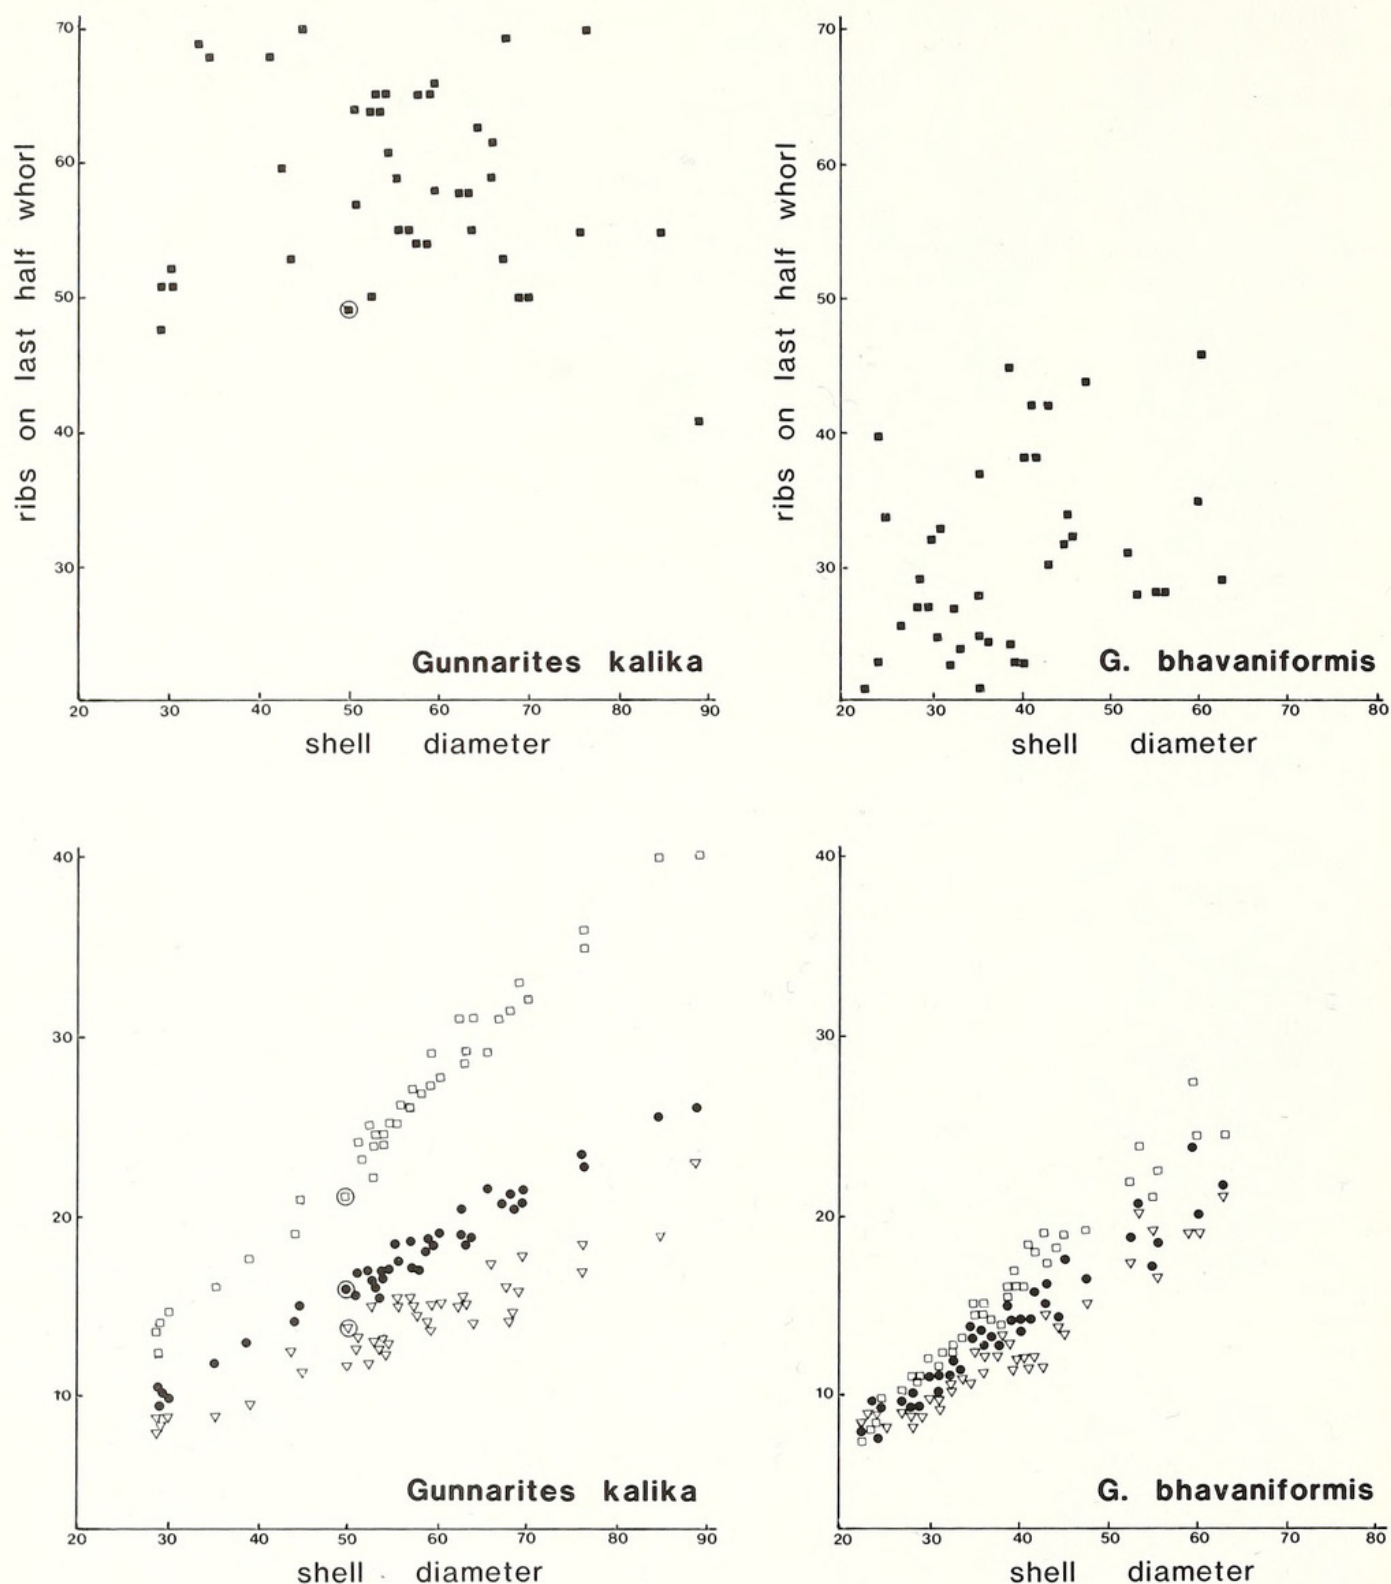 70
60
50
40
30
ribs on last half whorl
Gunnarites kalika
20 30 40 50 60 70 80 90
shell diameter
70
60
50
40
30
ribs on last half whorl
G. bhavaniformis
20 30 40 50 60 70 80
shell diameter
40
30
20
10
Gunnarites kalika
20 30 40 50 60 70 80 90
shell diameter
40
30
20
10
G. bhavaniformis
20 30 40 50 60 70 80
shell diameter